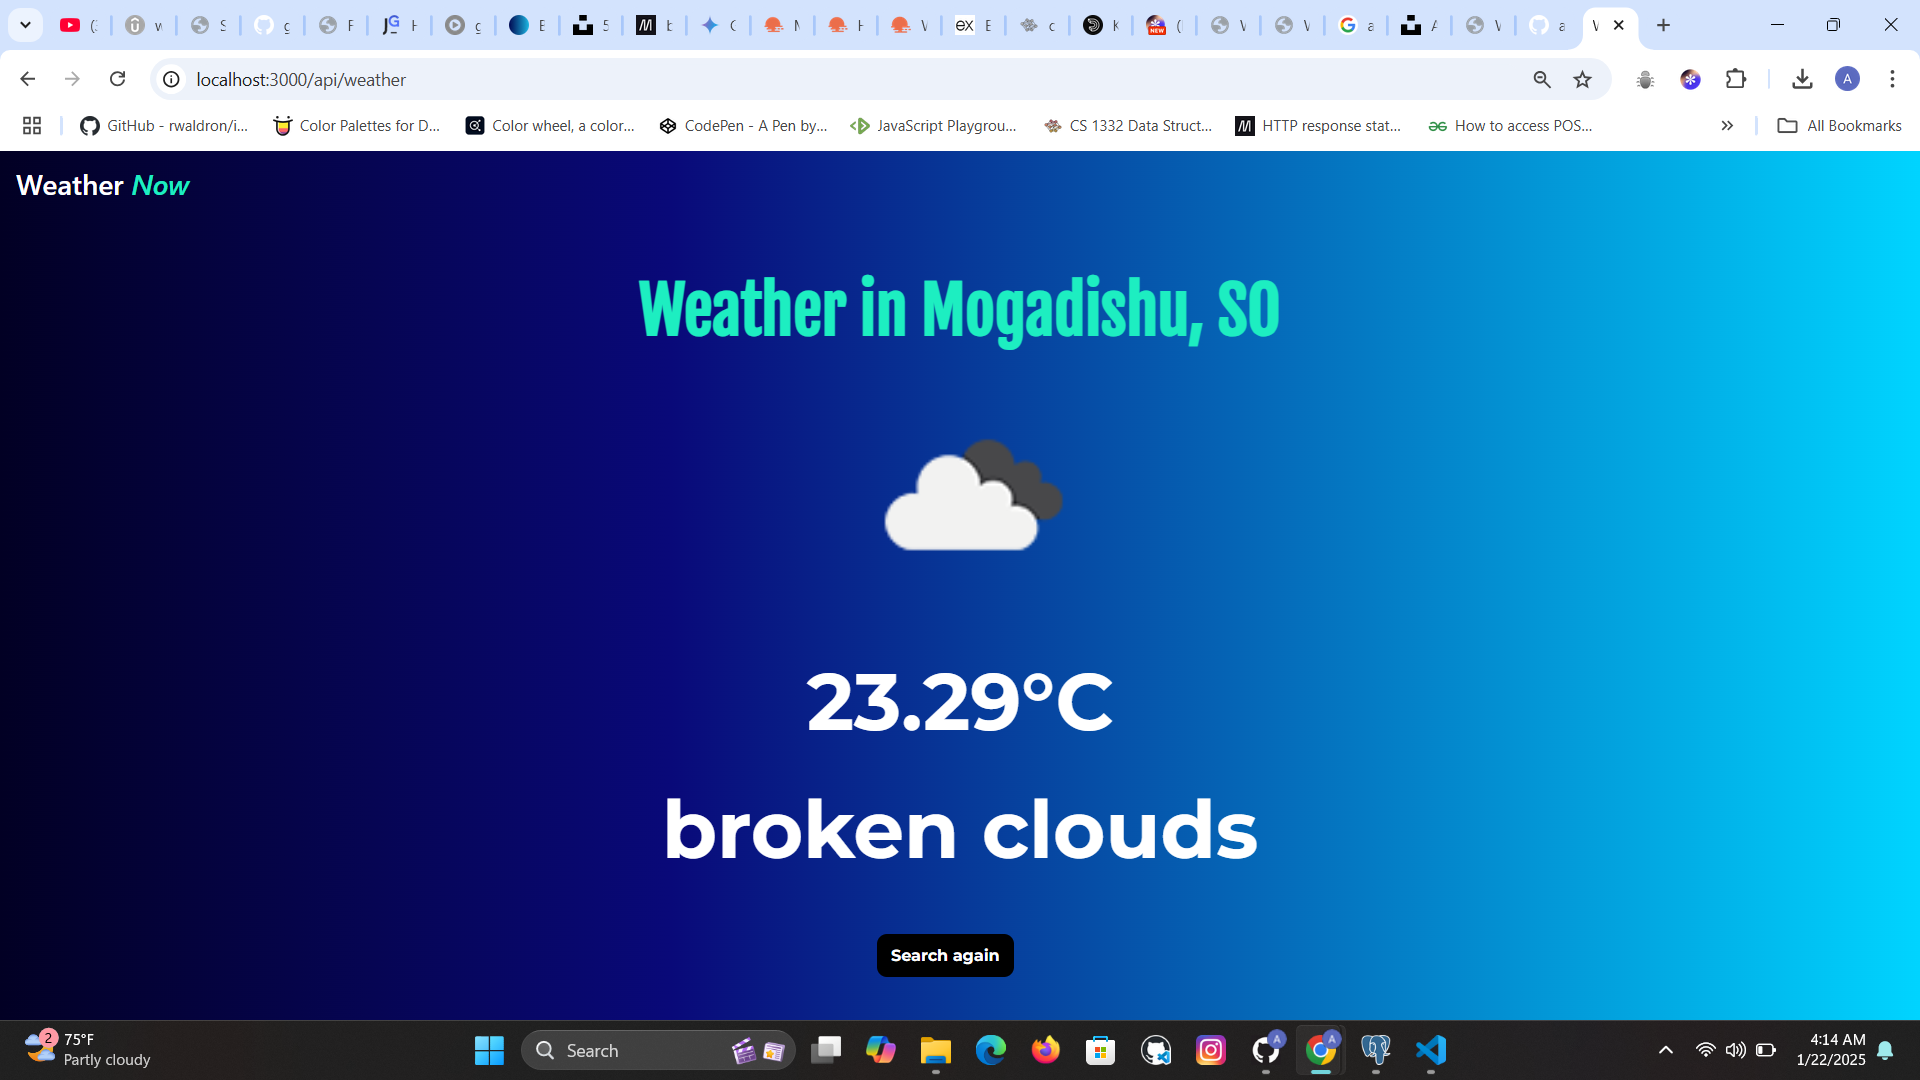 localhost:3000/api/weather
A
GitHub - rwaldron/i...
Color Palettes for D...
Color wheel, a color...
CodePen - A Pen by...
JavaScript Playgrou...
CS 1332 Data Struct...
HTTP response stat...
How to access POS...
All Bookmarks
Weather Now
Weather in Mogadishu, SO
23.29°C
broken clouds
Search again
2
75°F
Partly cloudy
Search
4:14 AM
1/22/2025